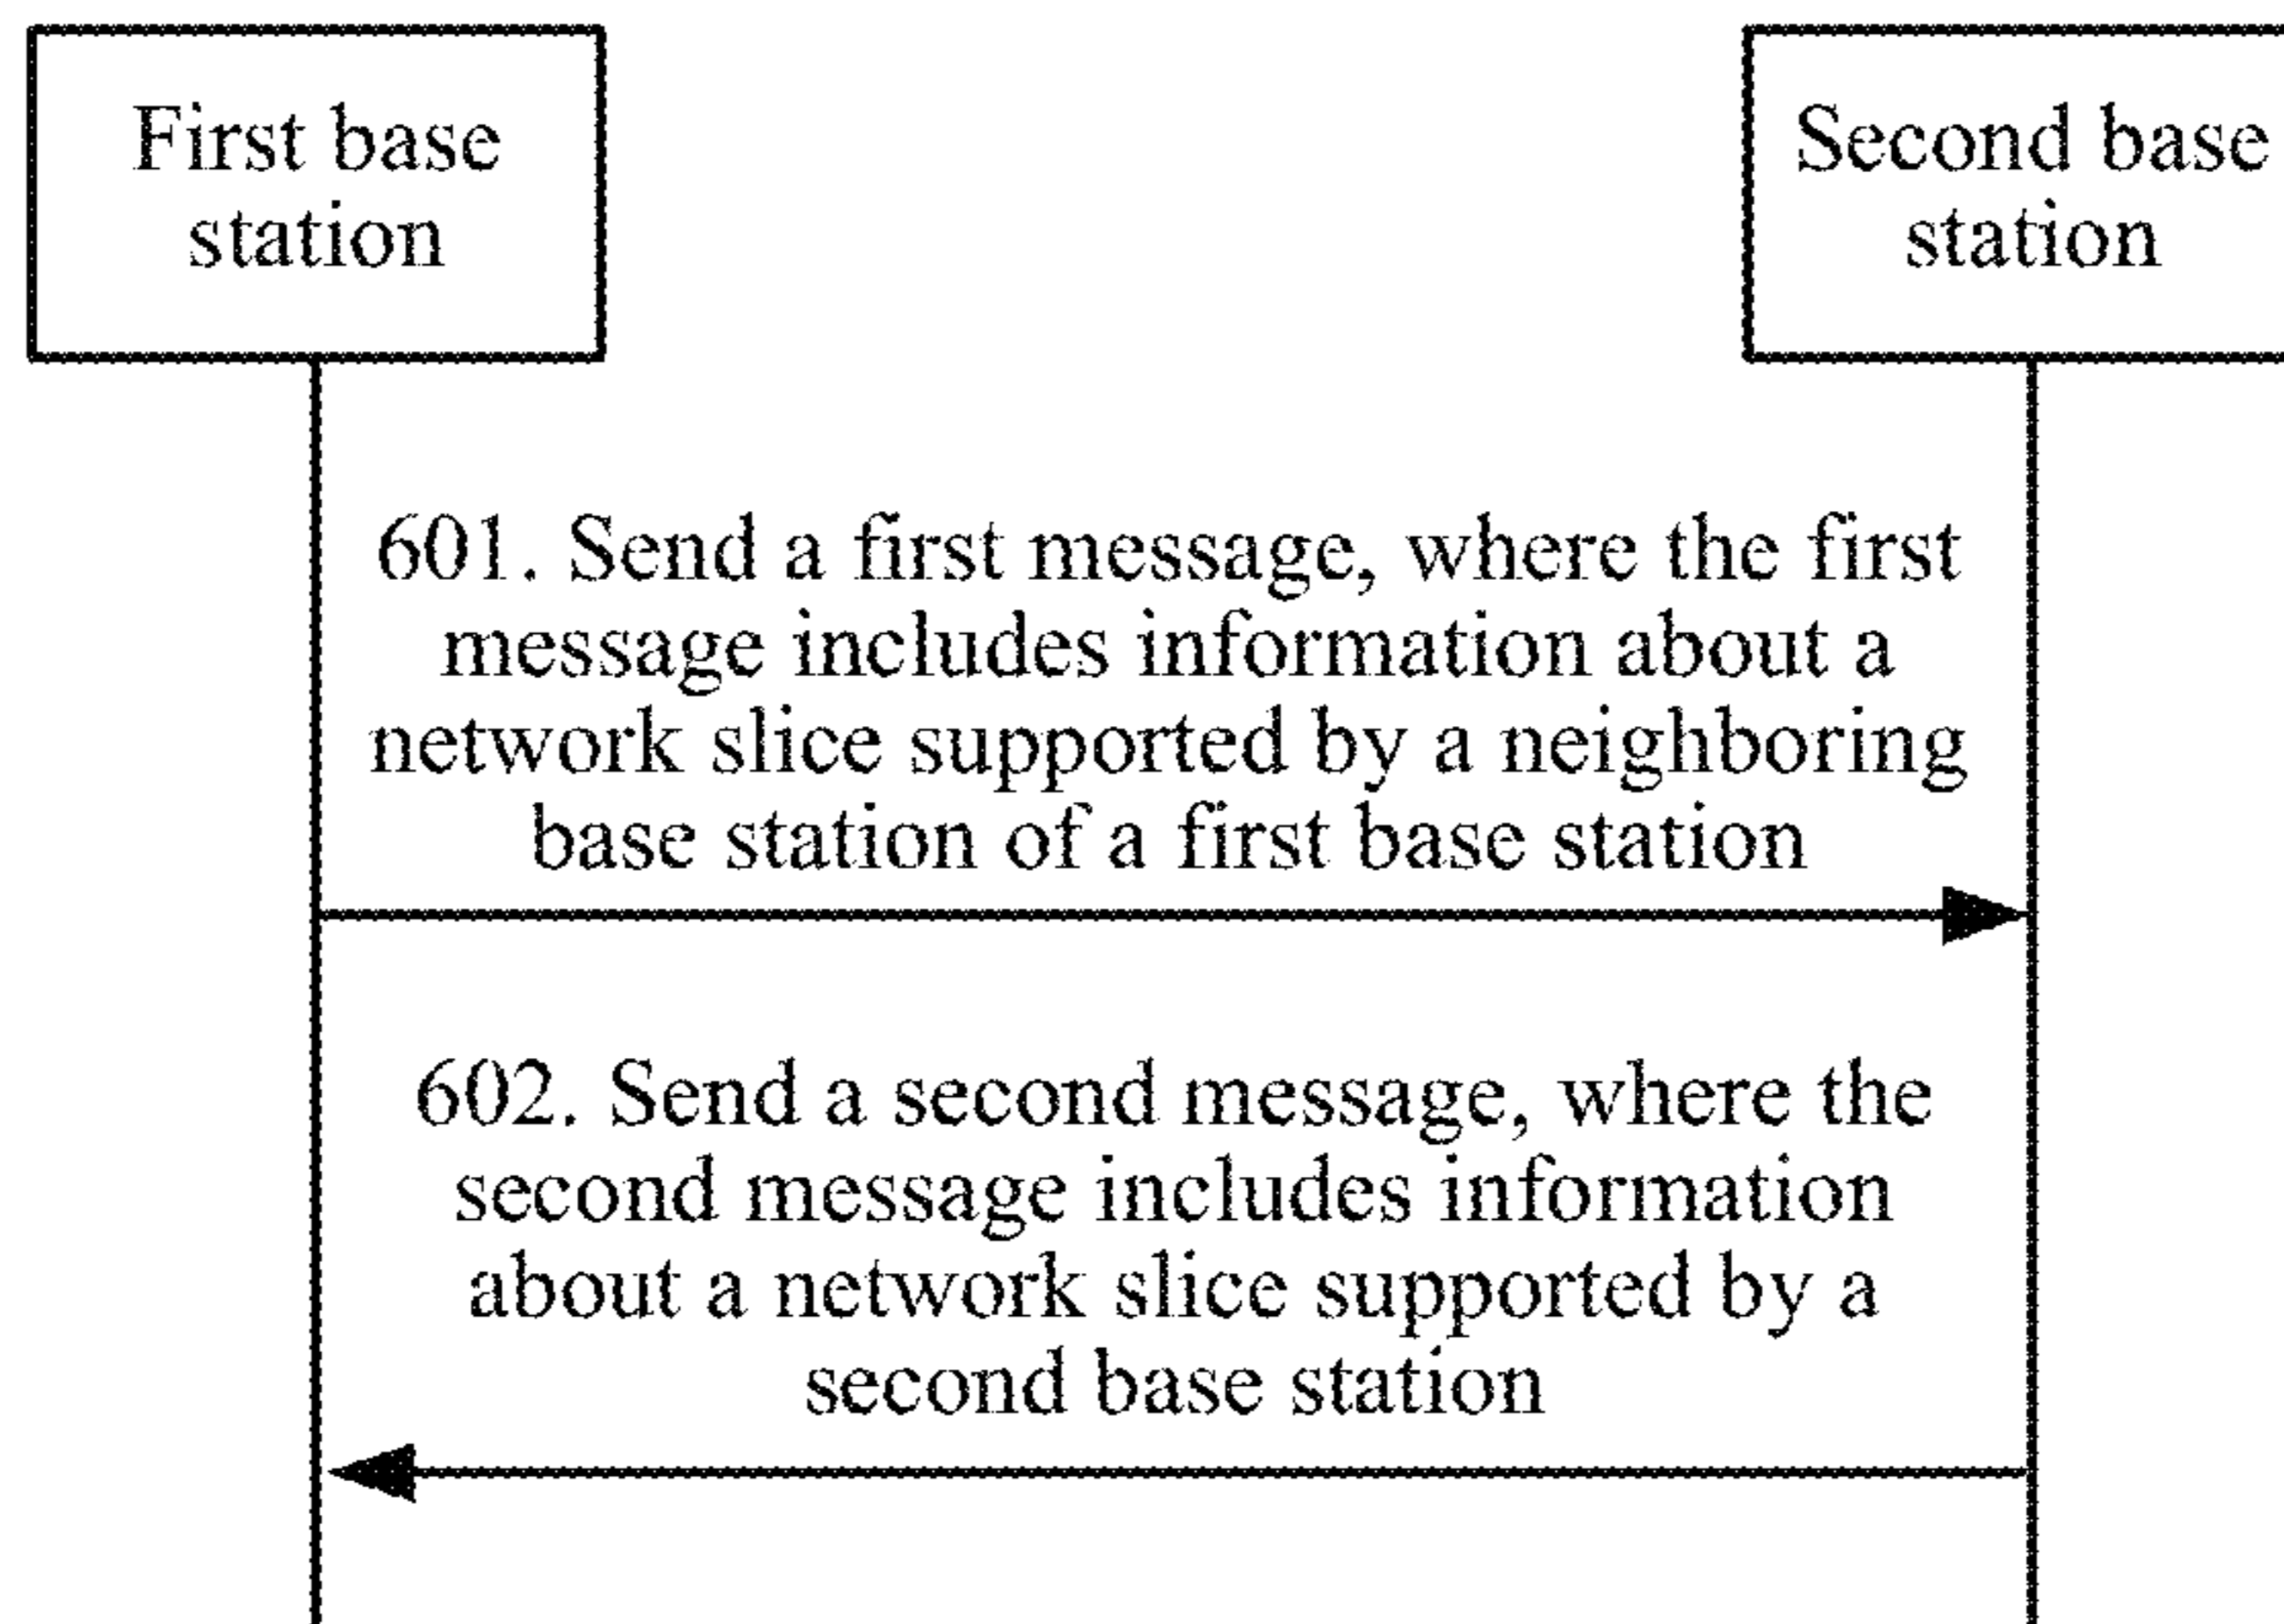 First base
station
Second base
station
601. Send a first message, where the first
message includes information about a
network slice supported by a neighboring
base station of a first base station
602. Send a second message, where the
second message includes information
about a network slice supported by a
second base station